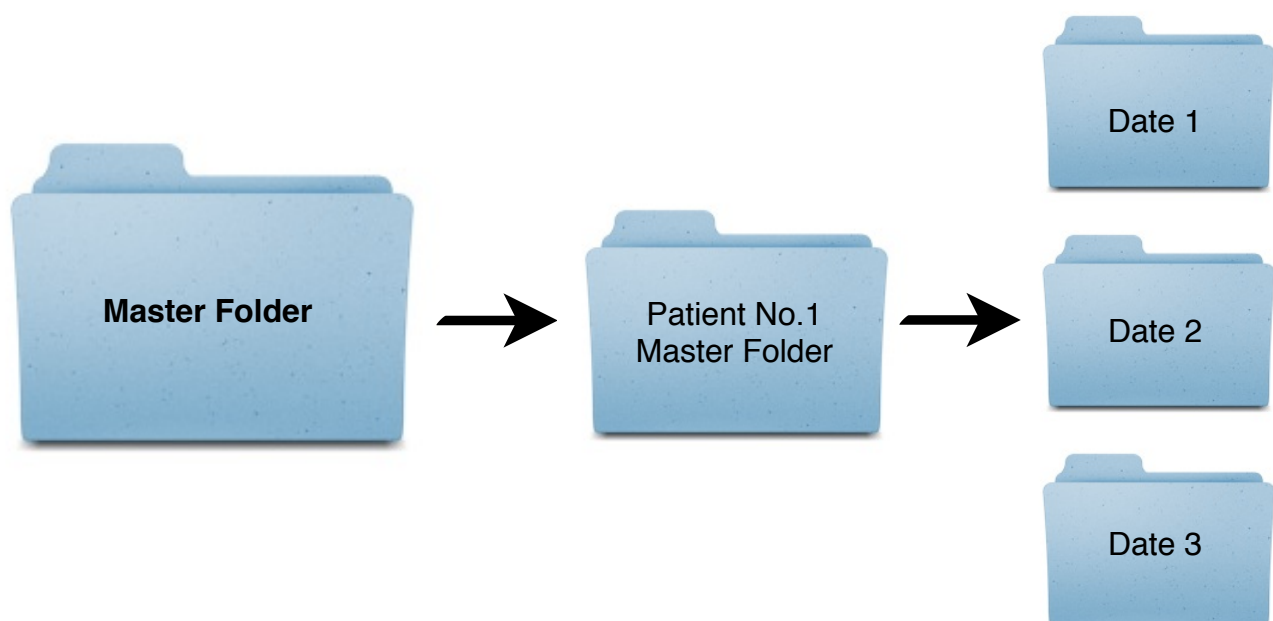 Master Folder
Patient No.1
Master Folder
Date 1
Date 2
Date 3